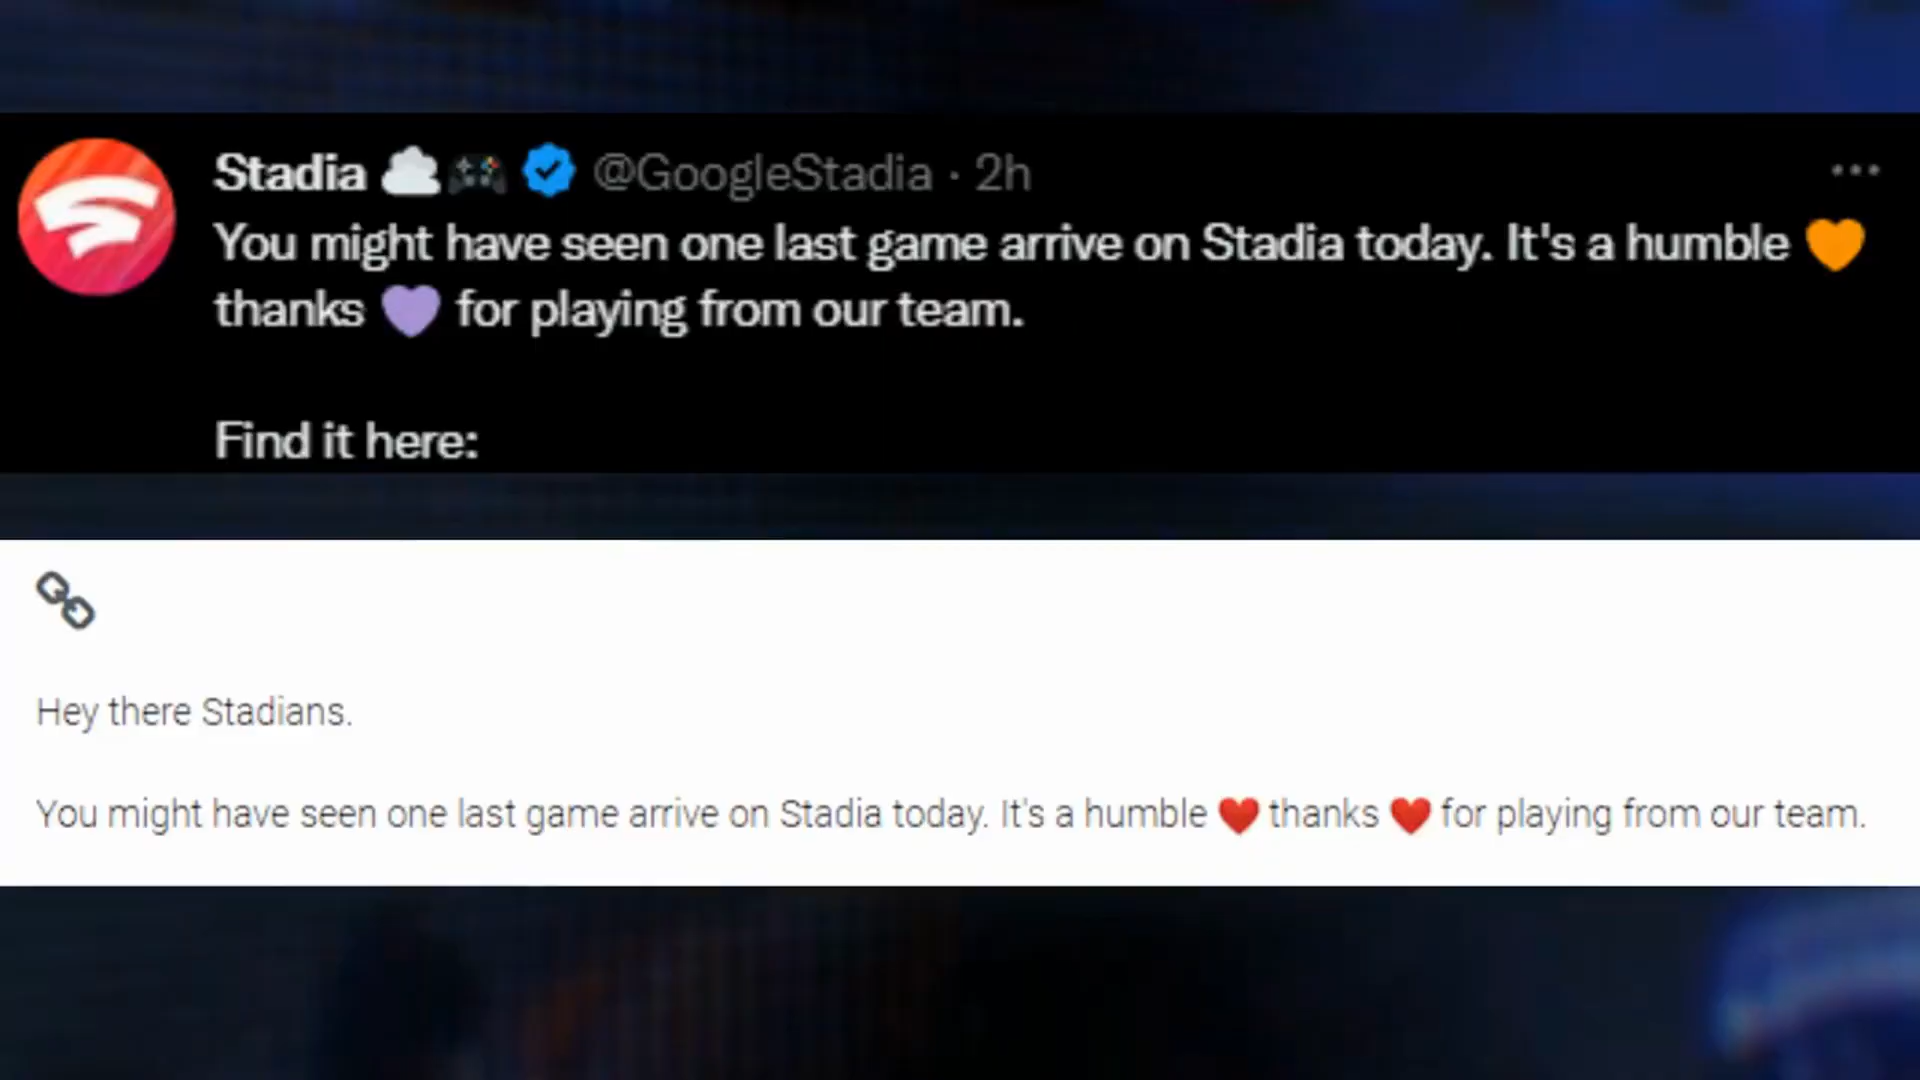 Stadia ☁️🎮 @GoogleStadia · 2h
You might have seen one last game arrive on Stadia today. It's a humble 🧡
thanks 💜 for playing from our team.
Find it here:
Hey there Stadians.
You might have seen one last game arrive on Stadia today. It's a humble ❤️ thanks ❤️ for playing from our team.